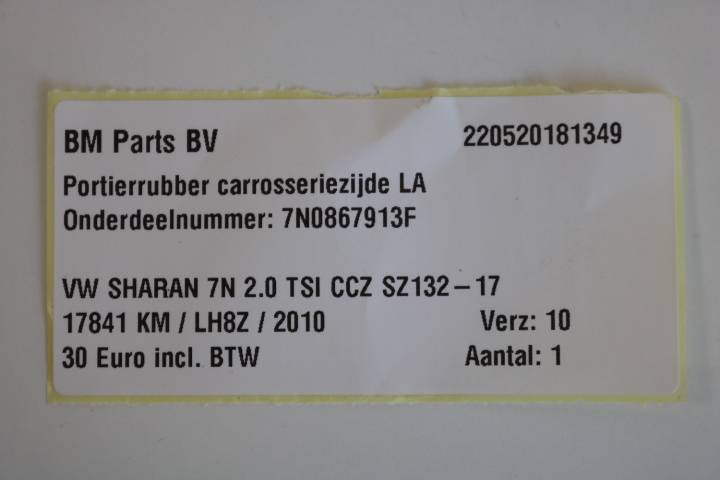 BM Parts BV 220520181349
Portierrubber carrosseriezijde LA
Onderdeelnummer: 7N0867913F
VW SHARAN 7N 2.0 TSI CCZ SZ132-17
17841 KM / LH8Z / 2010 Verz: 10
30 Euro incl. BTW Aantal: 1